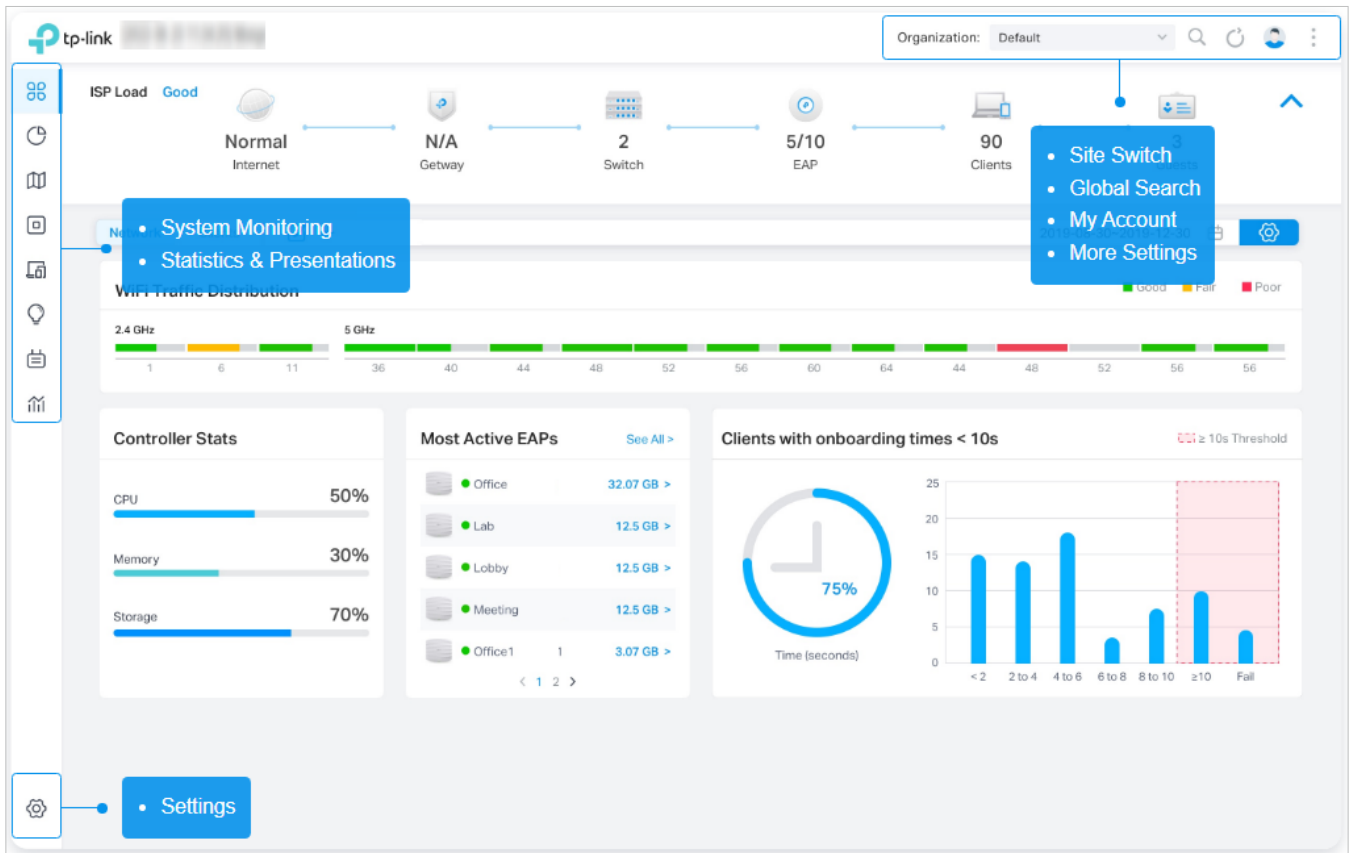 tp-link
Organization: Default
ISP Load Good
Normal
Internet
N/A
Getway
2
Switch
5/10
EAP
90
Clients
3
• Site Switch
• Global Search
• My Account
• More Settings
• System Monitoring
• Statistics & Presentations
WiFi Traffic Distribution
Good Fair Poor
2.4 GHz 5 GHz
1 6 11 36 40 44 48 52 56 60 64 44 48 52 56 56
Controller Stats
CPU 50%
Memory 30%
Storage 70%
Most Active EAPs See All >
Office 32.07 GB >
Lab 12.5 GB >
Lobby 12.5 GB >
Meeting 12.5 GB >
Office1 1 3.07 GB >
< 1 2 >
Clients with onboarding times < 10s
≥ 10s Threshold
75%
Time (seconds)
25
20
15
10
5
0
< 2 2 to 4 4 to 6 6 to 8 8 to 10 ≥10 Fail
• Settings